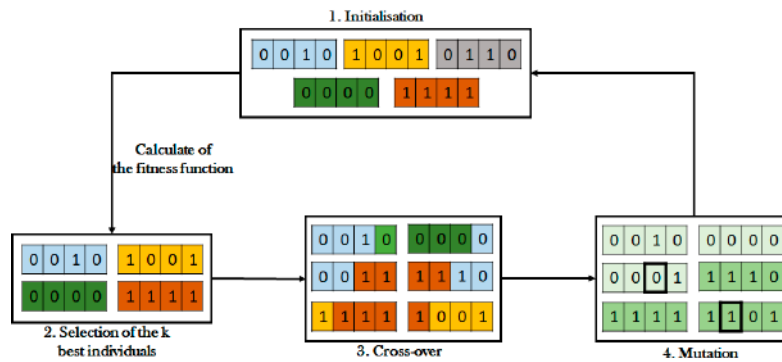 1. Initialisation
0 0 1 0 1 0 0 1 0 1 1 0
0 0 0 0 1 1 1 1
Calculate of
the fitness function
0 0 1 0 1 0 0 1
0 0 0 0 1 1 1 1
2. Selection of the k
best individuals
0 0 1 0 0 0 0 0
0 0 1 1 1 1 1 0
1 1 1 1 1 0 0 1
3. Cross-over
0 0 1 0 0 0 0 0
0 0 0 1 1 1 1 0
1 1 1 1 1 1 0 1
4. Mutation